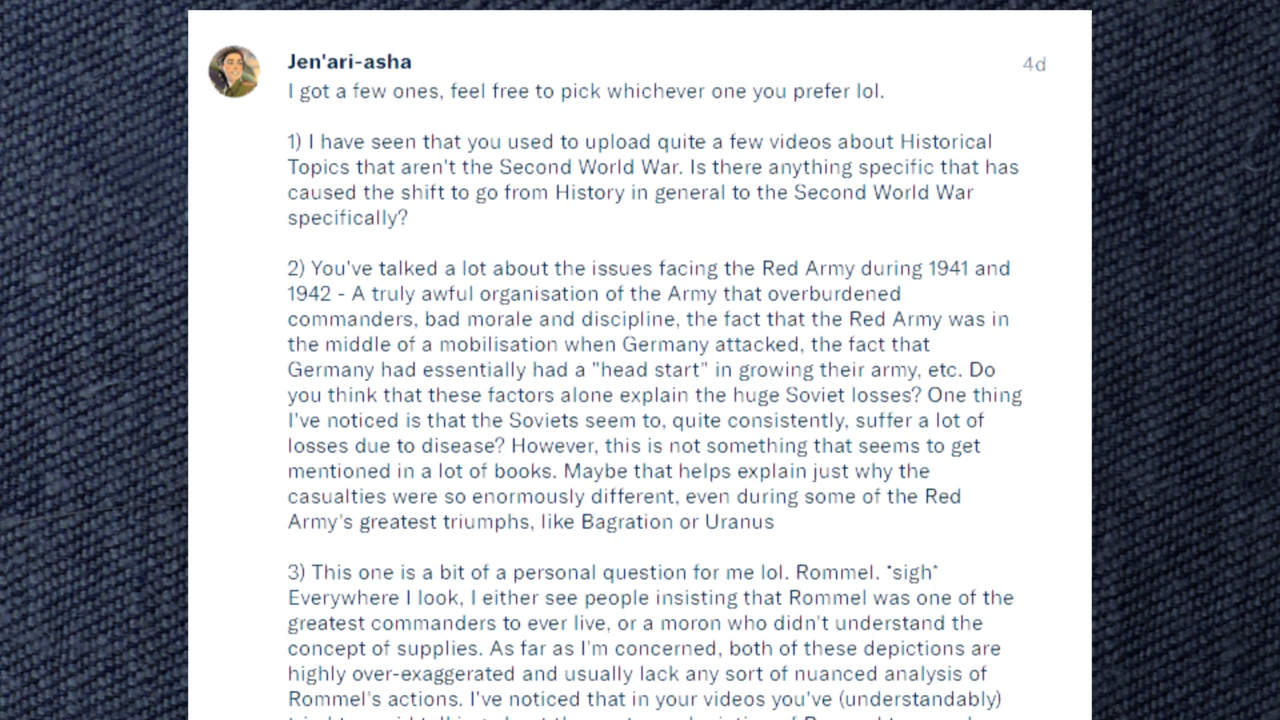 Jen'ari-asha
4d
I got a few ones, feel free to pick whichever one you prefer lol.
1) I have seen that you used to upload quite a few videos about Historical
Topics that aren't the Second World War. Is there anything specific that has
caused the shift to go from History in general to the Second World War
specifically?
2) You've talked a lot about the issues facing the Red Army during 1941 and
1942 - A truly awful organisation of the Army that overburdened
commanders, bad morale and discipline, the fact that the Red Army was in
the middle of a mobilisation when Germany attacked, the fact that
Germany had essentially had a "head start" in growing their army, etc. Do
you think that these factors alone explain the huge Soviet losses? One thing
I've noticed is that the Soviets seem to, quite consistently, suffer a lot of
losses due to disease? However, this is not something that seems to get
mentioned in a lot of books. Maybe that helps explain just why the
casualties were so enormously different, even during some of the Red
Army's greatest triumphs, like Bagration or Uranus
3) This one is a bit of a personal question for me lol. Rommel. *sigh*
Everywhere I look, I either see people insisting that Rommel was one of the
greatest commanders to ever live, or a moron who didn't understand the
concept of supplies. As far as I'm concerned, both of these depictions are
highly over-exaggerated and usually lack any sort of nuanced analysis of
Rommel's actions. I've noticed that in your videos you've (understandably)